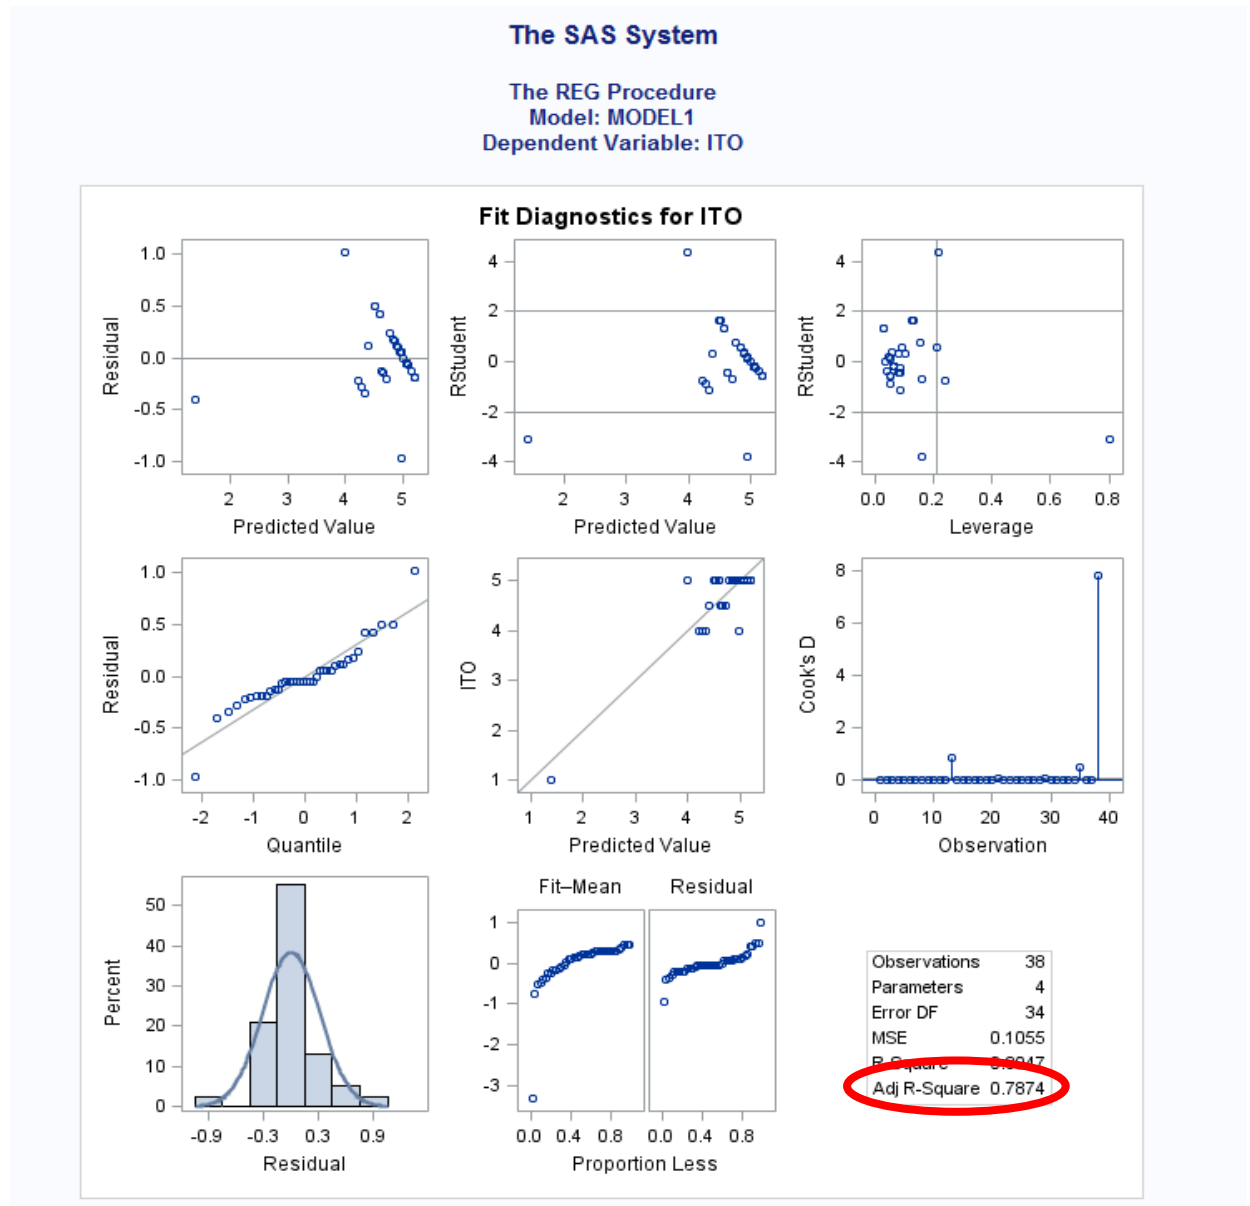 The SAS System
The REG Procedure
Model: MODEL1
Dependent Variable: ITO
Fit Diagnostics for ITO
1.0
0.5
0.0
-0.5
-1.0
Residual
2 3 4 5
Predicted Value
4
2
0
-2
-4
RStudent
2 3 4 5
Predicted Value
4
2
0
-2
-4
RStudent
0.0 0.2 0.4 0.6 0.8
Leverage
1.0
0.5
0.0
-0.5
-1.0
Residual
-2 -1 0 1 2
Quantile
5
4
3
2
1
ITO
1 2 3 4 5
Predicted Value
8
6
4
2
0
Cook's D
0 10 20 30 40
Observation
50
40
30
20
10
0
Percent
-0.9 -0.3 0.3 0.9
Residual
Fit–Mean Residual
1
0
-1
-2
-3
0.0 0.4 0.8 0.0 0.4 0.8
Proportion Less
Observations 38
Parameters 4
Error DF 34
MSE 0.1055
R-Square
Adj R-Square 0.7874